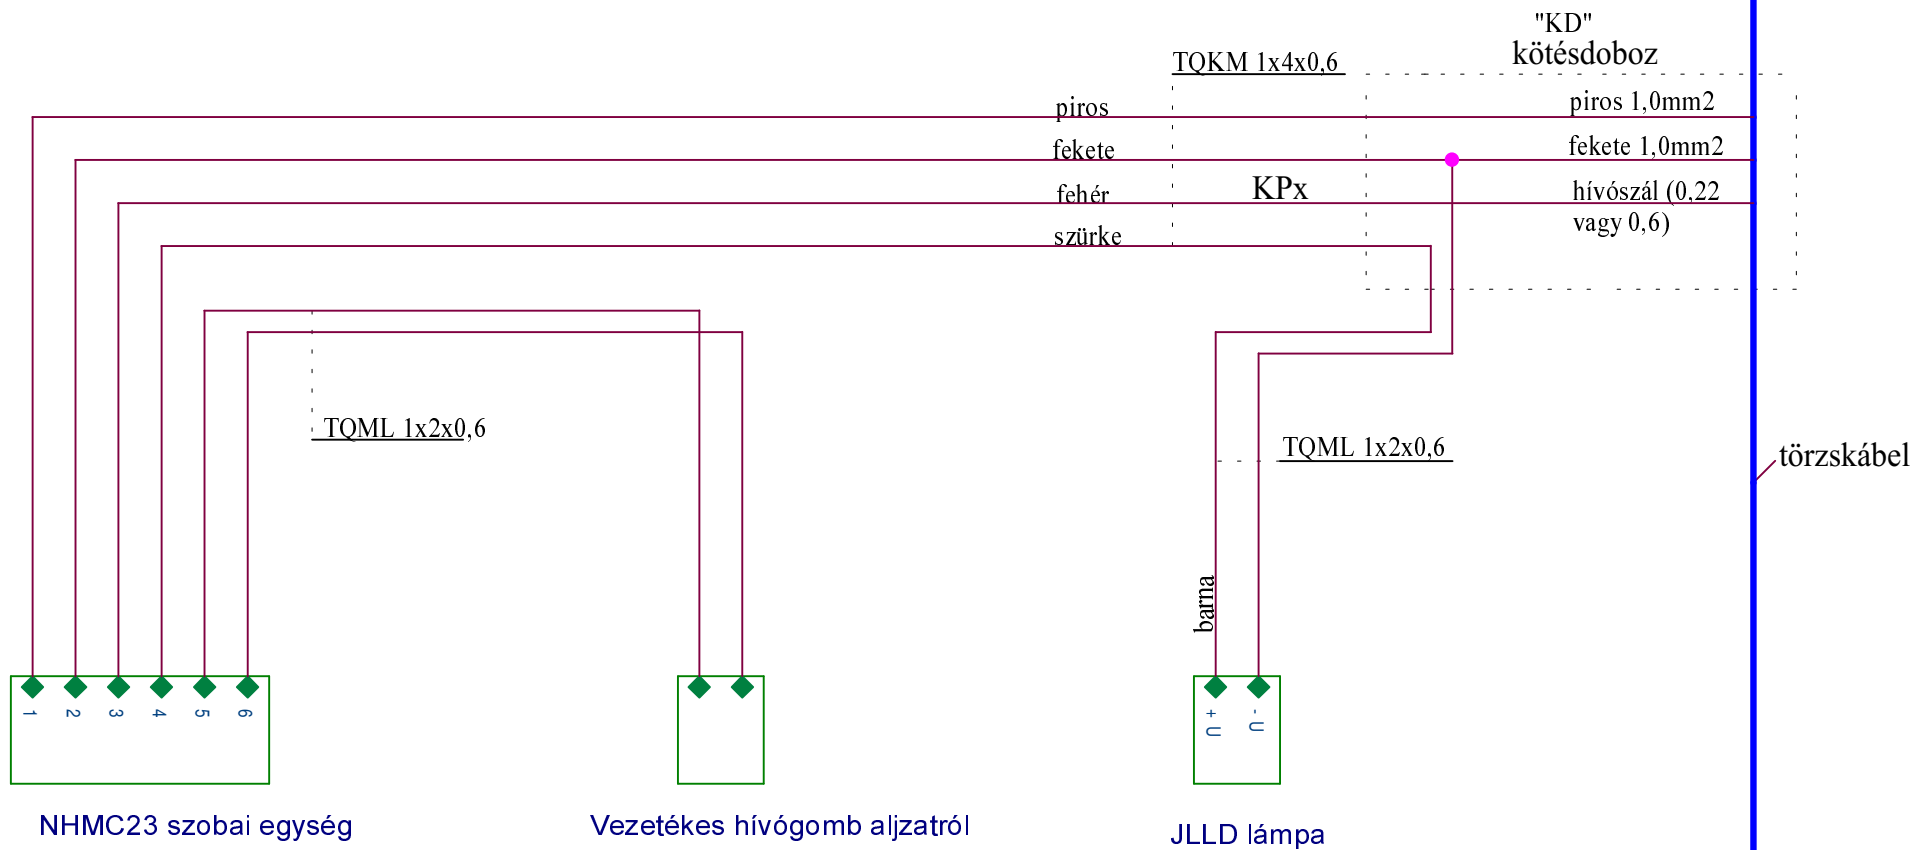 "KD"
kötésdoboz
TQKM 1x4x0,6
piros
piros 1,0mm2
fekete
fekete 1,0mm2
fehér
KPx
hívószál (0,22
vagy 0,6)
szürke
TQML 1x2x0,6
TQML 1x2x0,6
törzskábel
barna
1
2
3
4
5
6
+ U
- U
NHMC23 szobai egység
Vezetékes hívógomb aljzatról
JLLD lámpa